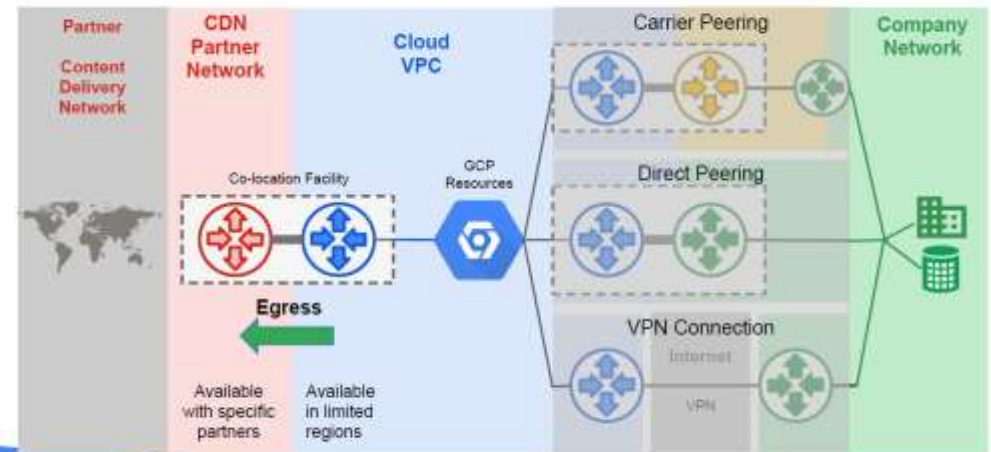 Partner
Content
Delivery
Network
CDN
Partner
Network
Cloud
VPC
Carrier Peering
Company
Network
Co-location Facility
GCP
Resources
Direct Peering
Egress
VPN Connection
Internet
VPN
Available
with specific
partners
Available
in limited
regions